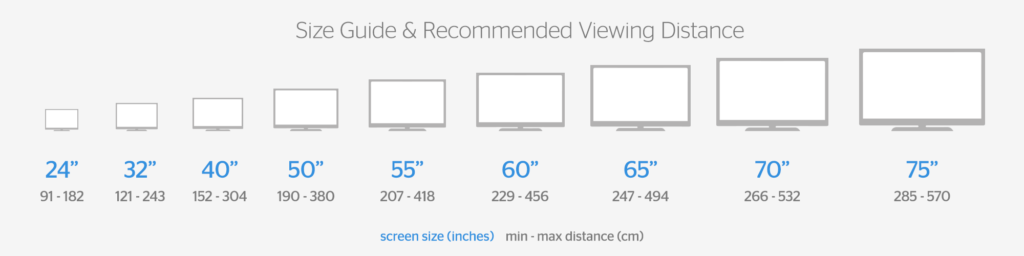 Size Guide & Recommended Viewing Distance
24” 32” 40” 50” 55” 60” 65” 70” 75”
91 - 182 121 - 243 152 - 304 190 - 380 207 - 418 229 - 456 247 - 494 266 - 532 285 - 570
screen size (inches) min - max distance (cm)